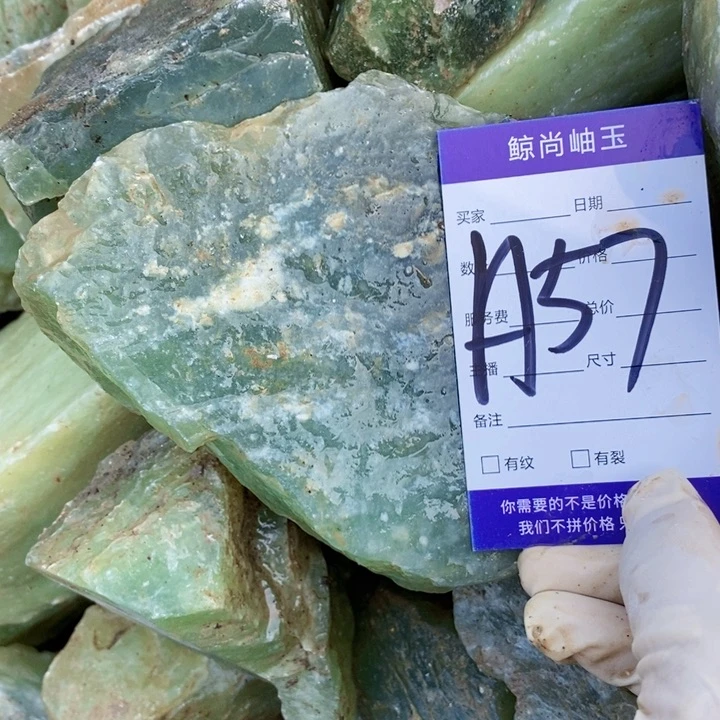 鲸尚岫玉
买家 日期
数 价格
A57
服务费 总价
主播 尺寸
备注
有纹 有裂
你需要的不是价格
我们不拼价格